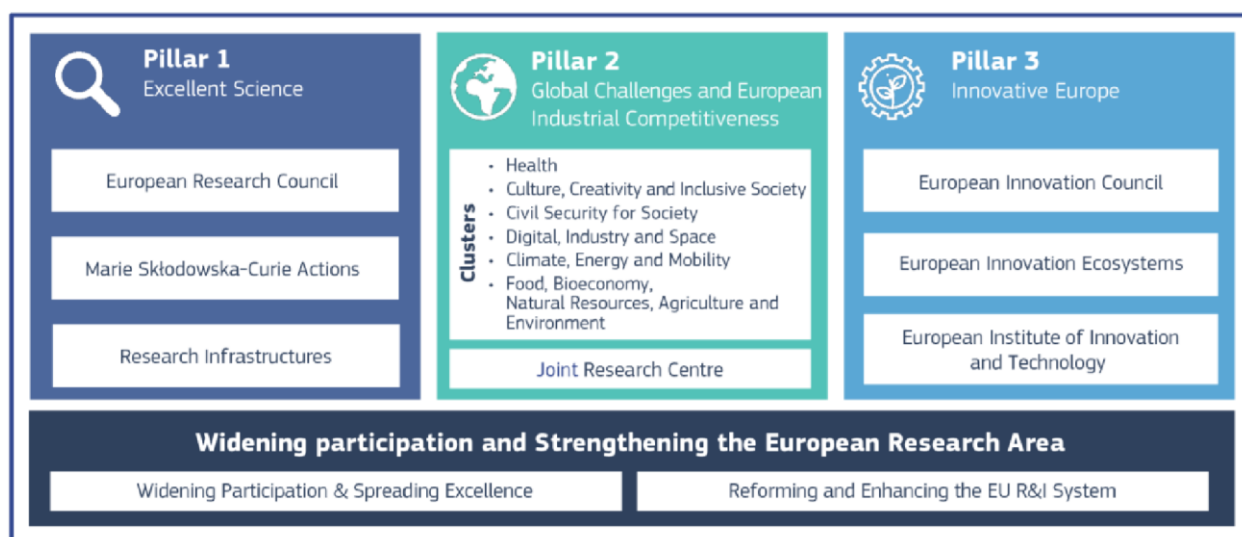 Pillar 1
Excellent Science
European Research Council
Marie Skłodowska-Curie Actions
Research Infrastructures
Pillar 2
Global Challenges and European
Industrial Competitiveness
Clusters
• Health
• Culture, Creativity and Inclusive Society
• Civil Security for Society
• Digital, Industry and Space
• Climate, Energy and Mobility
• Food, Bioeconomy,
Natural Resources, Agriculture and
Environment
Joint Research Centre
Pillar 3
Innovative Europe
European Innovation Council
European Innovation Ecosystems
European Institute of Innovation
and Technology
Widening participation and Strengthening the European Research Area
Widening Participation & Spreading Excellence
Reforming and Enhancing the EU R&I System